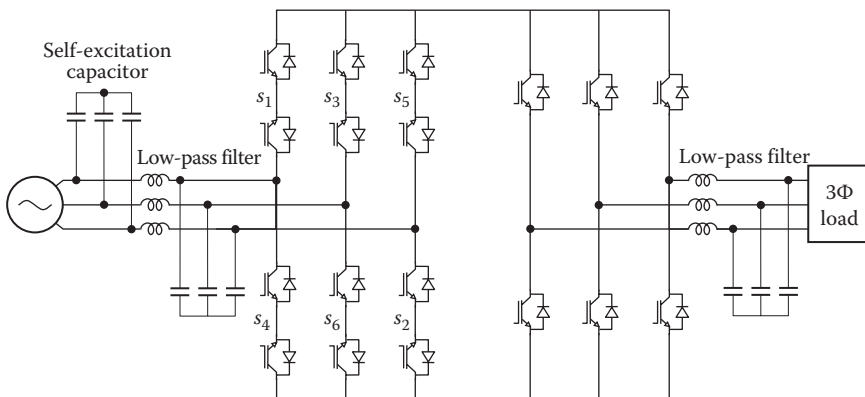 Self-excitation
capacitor
s1
s3
s5
Low-pass filter
Low-pass filter
3Φ
load
s4
s6
s2